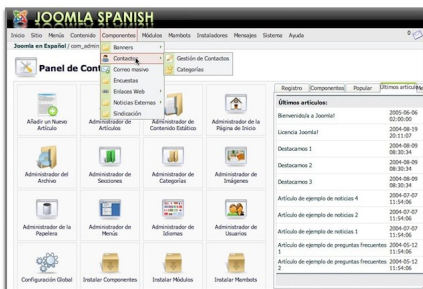 JOOMLA SPANISH
Inicio Sitio Menús Contenido Componentes Módulos Mambots Instaladores Mensajes Sistema Ayuda 0
Joomla en Español / com_admin
Banners
Contactos
Gestión de Contactos
Correo masivo
Categorías
Encuestas
Enlaces Web
Noticias Externas
Sindicación
Panel de Cont
Registro Componentes Popular Últimos artículos
Últimos artículos:
Bienvenido/a a Joomla! 2005-06-06 02:00:00
Licencia Joomla! 2004-08-19 20:11:07
Destacamos 1 2004-08-09 08:30:34
Destacamos 2 2004-08-09 08:30:34
Destacamos 3 2004-08-09 08:30:34
Artículo de ejemplo de noticias 4 2004-07-07 11:54:06
Artículo de ejemplo de noticias 2 2004-07-07 11:54:06
Artículo de ejemplo de noticias 1 2004-07-07 11:54:06
Artículo de ejemplo de preguntas frecuentes 1 2004-05-12 11:54:06
Artículo de ejemplo de preguntas frecuentes 2 2004-05-12 11:54:06
Añadir un Nuevo Artículo
Administrador de Artículos
Administrador de Contenido Estático
Administrador de la Página de Inicio
Administrador del Archivo
Administrador de Secciones
Administrador de Categorías
Administrador de Imágenes
Administrador de la Papelera
Administrador de Menús
Administrador de Idiomas
Administrador de Usuarios
Configuración Global
Instalar Componentes
Instalar Módulos
Instalar Mambots